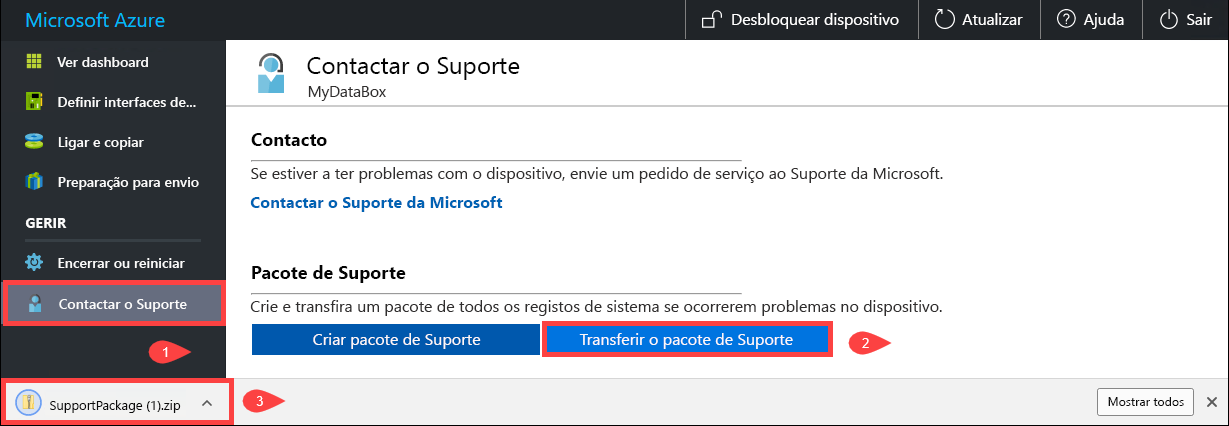 Microsoft Azure
Desbloquear dispositivo
Atualizar
Ajuda
Sair
Ver dashboard
Definir interfaces de...
Ligar e copiar
Preparação para envio
GERIR
Encerrar ou reiniciar
Contactar o Suporte
1
Contactar o Suporte
MyDataBox
Contacto
Se estiver a ter problemas com o dispositivo, envie um pedido de serviço ao Suporte da Microsoft.
Contactar o Suporte da Microsoft
Pacote de Suporte
Crie e transfira um pacote de todos os registos de sistema se ocorrerem problemas no dispositivo.
Criar pacote de Suporte
Transferir o pacote de Suporte
2
SupportPackage (1).zip
3
Mostrar todos